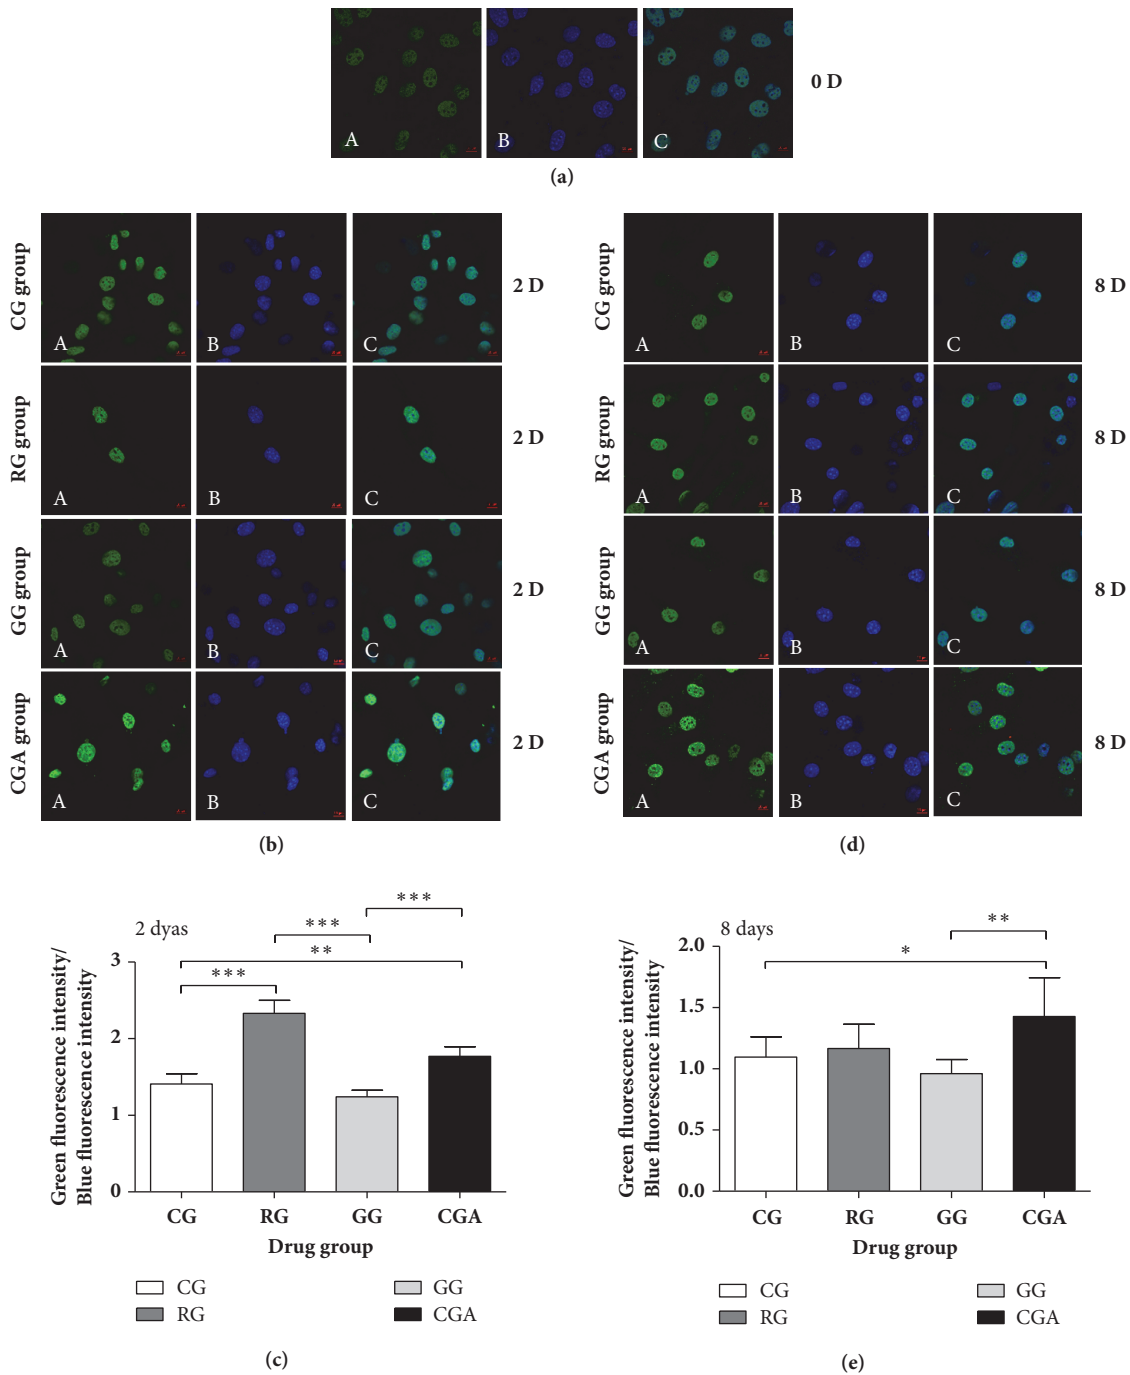 A B C 0 D
(a)
CG group A B C 2 D
RG group A B C 2 D
GG group A B C 2 D
CGA group A B C 2 D
(b)
CG group A B C 8 D
RG group A B C 8 D
GG group A B C 8 D
CGA group A B C 8 D
(d)
2 dyas
Green fluorescence intensity/
Blue fluorescence intensity
3
2
1
0
***
***
**
***
CG RG GG CGA
Drug group
CG GG
RG CGA
(c)
8 days
Green fluorescence intensity/
Blue fluorescence intensity
2.0
1.5
1.0
0.5
0.0
**
*
CG RG GG CGA
Drug group
CG GG
RG CGA
(e)